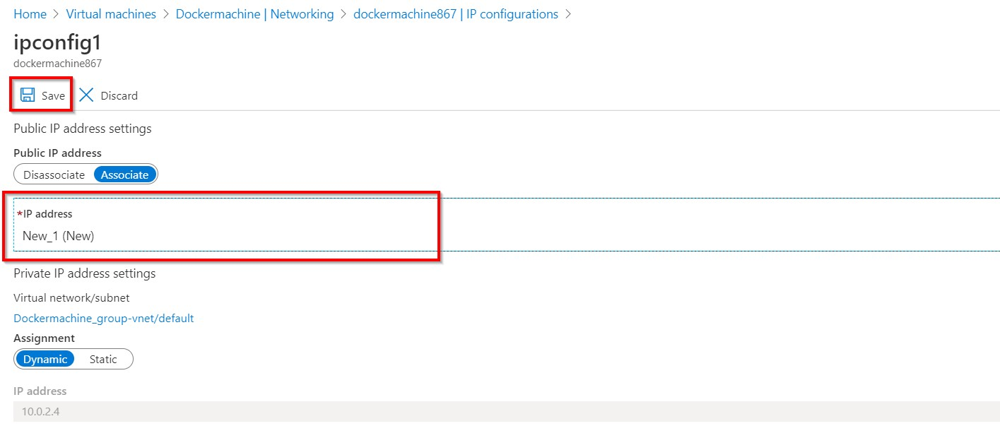 Home > Virtual machines > Dockermachine | Networking > dockermachine867 | IP configurations >
ipconfig1
dockermachine867
Save Discard
Public IP address settings
Public IP address
Disassociate Associate
*IP address
New_1 (New)
Private IP address settings
Virtual network/subnet
Dockermachine_group-vnet/default
Assignment
Dynamic Static
IP address
10.0.2.4